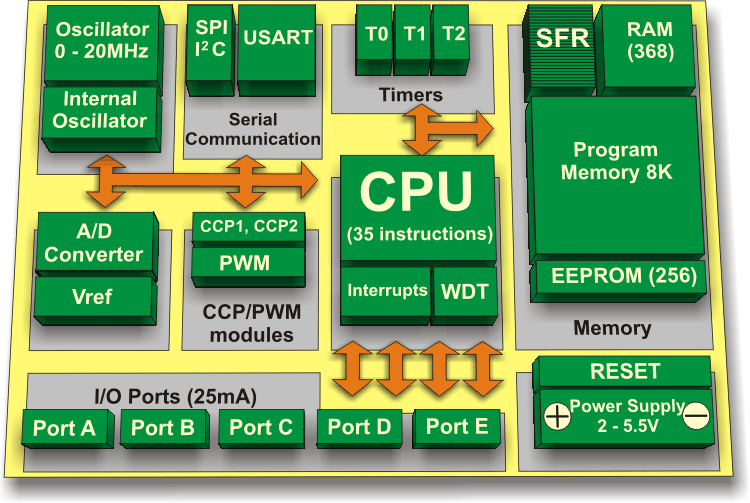 Oscillator
0 - 20MHz
Internal
Oscillator
SPI
I²C
USART
Serial
Communication
T0
T1
T2
Timers
SFR
RAM
(368)
Program
Memory 8K
EEPROM (256)
Memory
CPU
(35 instructions)
Interrupts
WDT
A/D
Converter
Vref
CCP1, CCP2
PWM
CCP/PWM
modules
I/O Ports (25mA)
Port A
Port B
Port C
Port D
Port E
RESET
+
Power Supply
2 - 5.5V
−